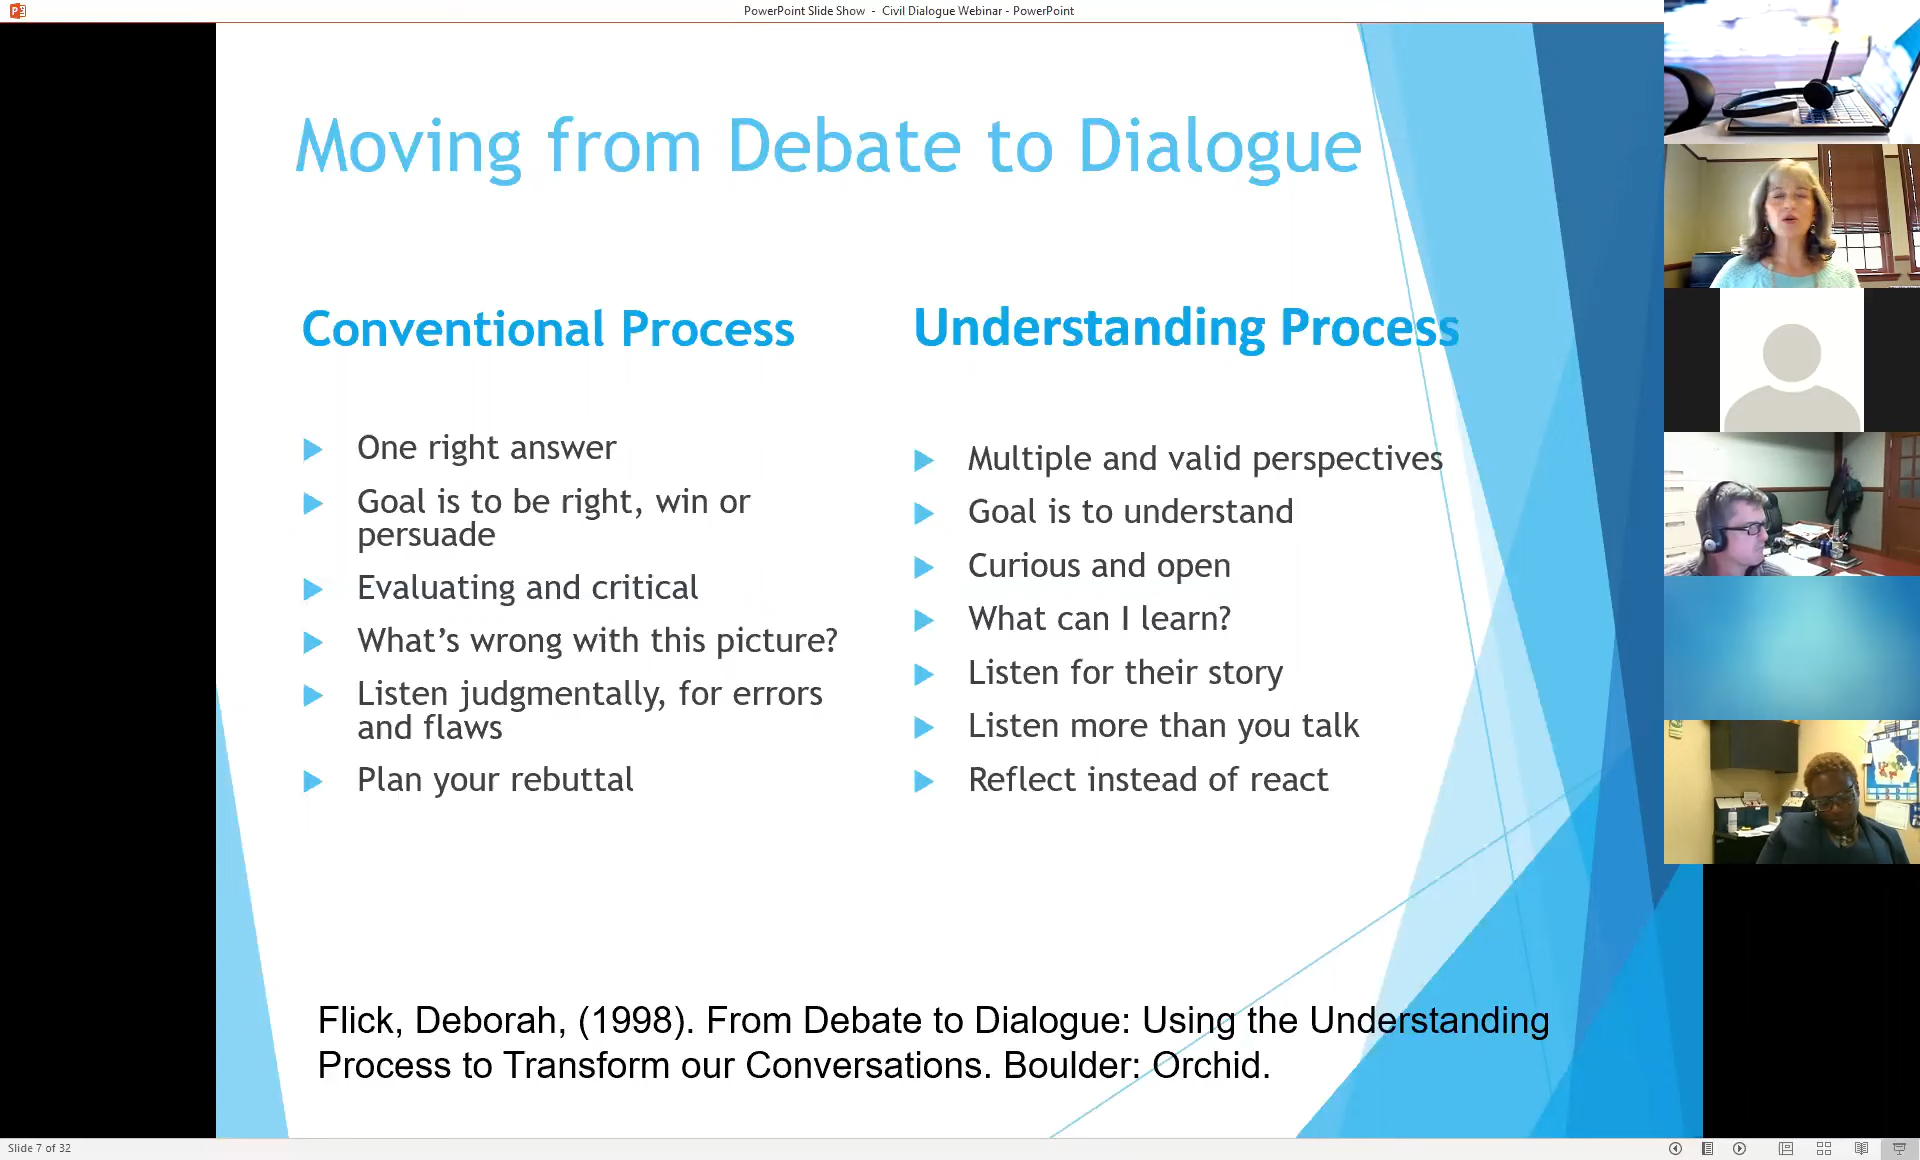 PowerPoint Slide Show - Civil Dialogue Webinar - PowerPoint
Moving from Debate to Dialogue
Conventional Process
One right answer
Goal is to be right, win or
persuade
Evaluating and critical
What’s wrong with this picture?
Listen judgmentally, for errors
and flaws
Plan your rebuttal
Understanding Process
Multiple and valid perspectives
Goal is to understand
Curious and open
What can I learn?
Listen for their story
Listen more than you talk
Reflect instead of react
Flick, Deborah, (1998). From Debate to Dialogue: Using the Understanding
Process to Transform our Conversations. Boulder: Orchid.
Slide 7 of 32